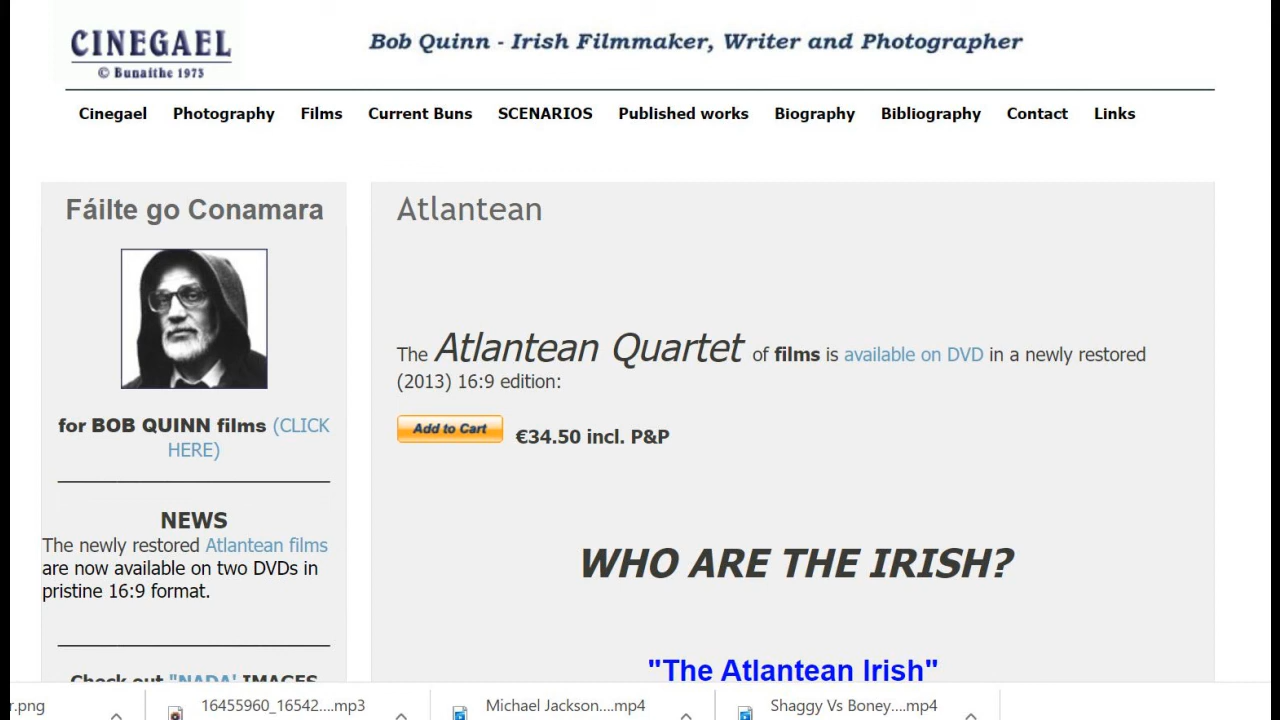 CINEGAEL
© Bunaithe 1973
Bob Quinn - Irish Filmmaker, Writer and Photographer
Cinegael Photography Films Current Buns SCENARIOS Published works Biography Bibliography Contact Links
Fáilte go Conamara
for BOB QUINN films (CLICK
HERE)
NEWS
The newly restored Atlantean films
are now available on two DVDs in
pristine 16:9 format.
Check out "NADA' IMAGES
Atlantean
The Atlantean Quartet of films is available on DVD in a newly restored
(2013) 16:9 edition:
Add to Cart €34.50 incl. P&P
WHO ARE THE IRISH?
"The Atlantean Irish"
r.png 16455960_16542....mp3 Michael Jackson....mp4 Shaggy Vs Boney....mp4